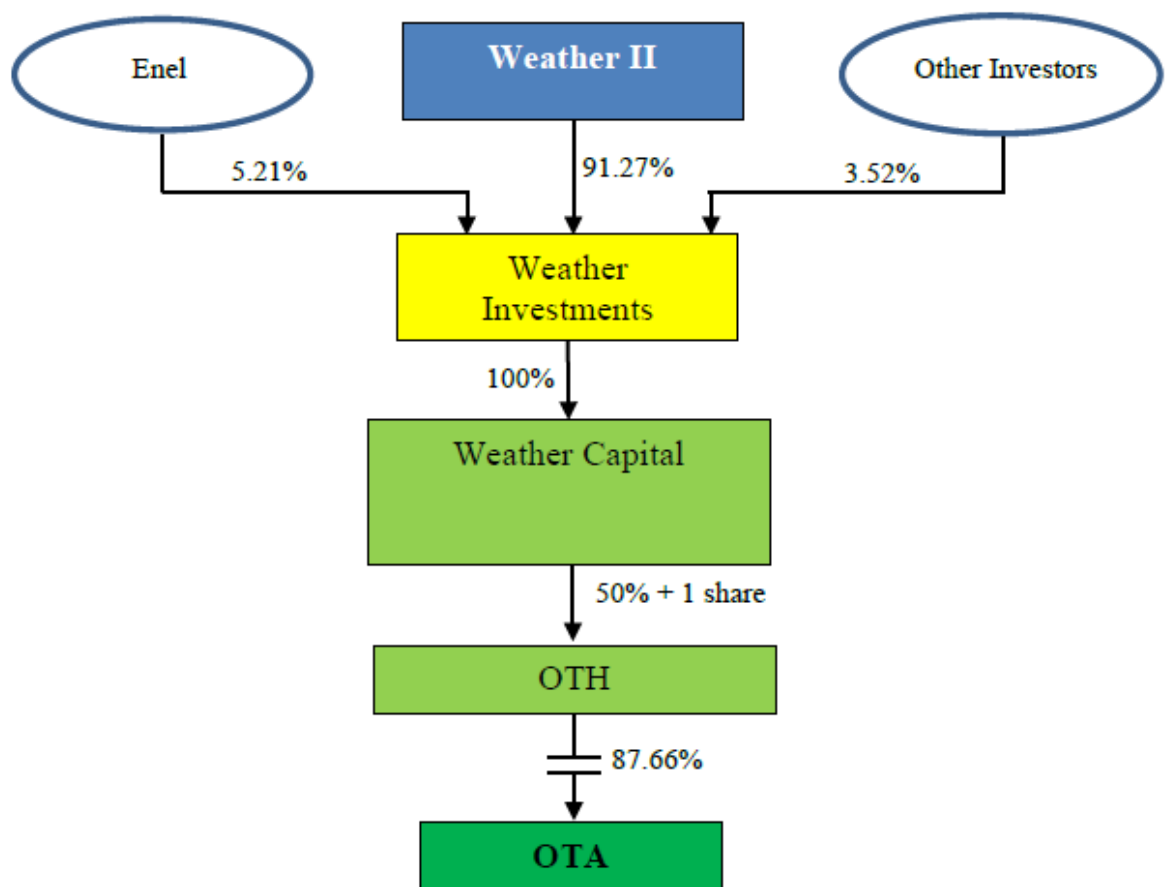 Enel
Weather II
Other Investors
5.21%
91.27%
3.52%
Weather
Investments
100%
Weather Capital
50% + 1 share
OTH
87.66%
OTA